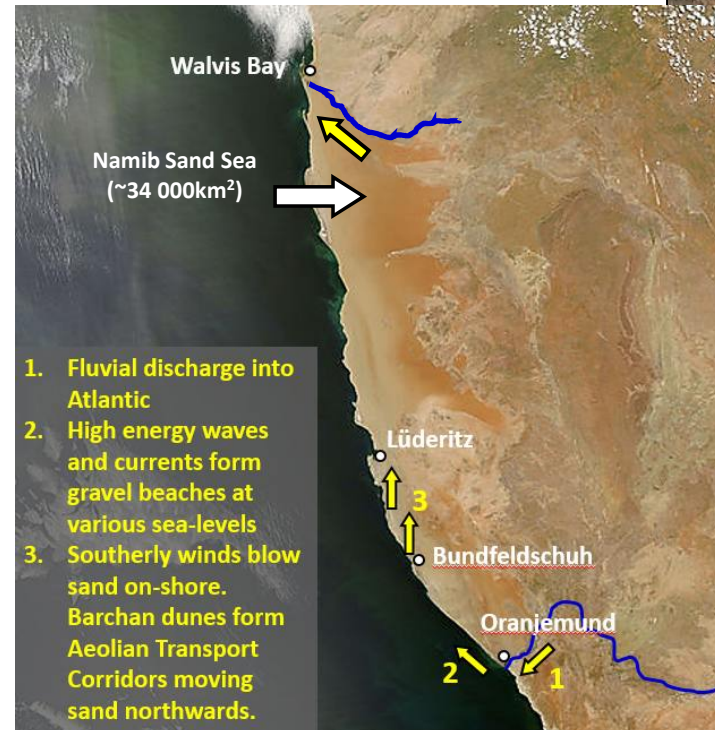 Walvis Bay
Namib Sand Sea
(~34 000km²)
1. Fluvial discharge into
Atlantic
2. High energy waves
and currents form
gravel beaches at
various sea-levels
3. Southerly winds blow
sand on-shore.
Barchan dunes form
Aeolian Transport
Corridors moving
sand northwards.
Lüderitz
3
Bundfeldschuh
Oranjemund
2
1